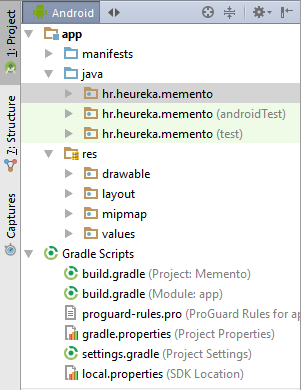 Android
1: Project
7: Structure
Captures
app
manifests
java
hr.heureka.memento
hr.heureka.memento (androidTest)
hr.heureka.memento (test)
res
drawable
layout
mipmap
values
Gradle Scripts
build.gradle (Project: Memento)
build.gradle (Module: app)
proguard-rules.pro (ProGuard Rules for ap
gradle.properties (Project Properties)
settings.gradle (Project Settings)
local.properties (SDK Location)